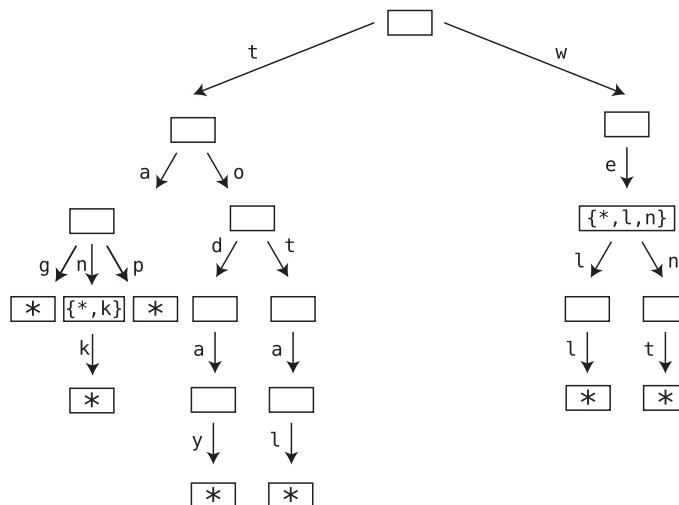 t w
a o e
{*,l,n}
g n p d t l n
* {*,k} *
k a a l t
* * *
y l
* *